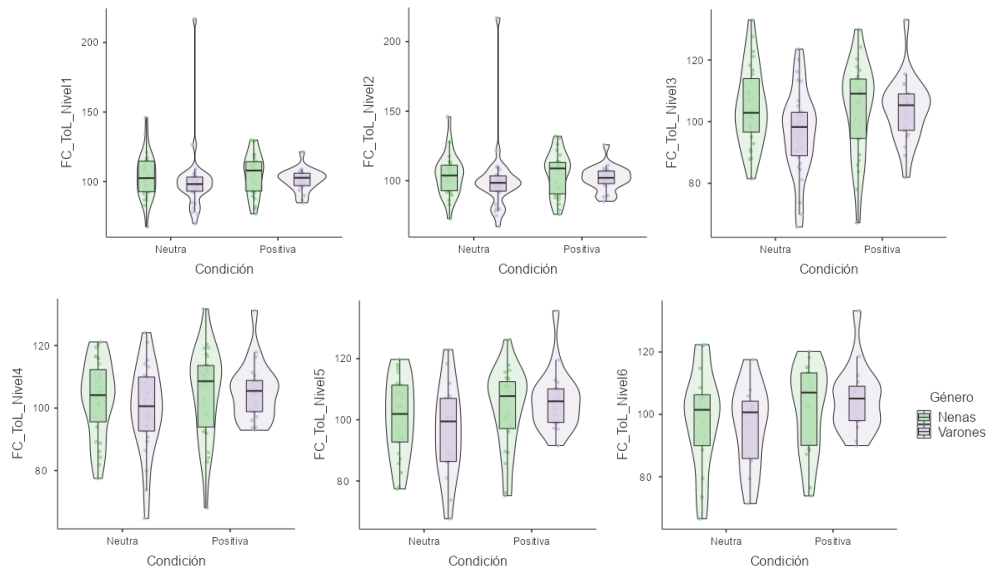 FC_ToL_Nivel1
200
150
100
Neutra
Positiva
Condición
FC_ToL_Nivel2
200
150
100
Neutra
Positiva
Condición
FC_ToL_Nivel3
120
100
80
Neutra
Positiva
Condición
FC_ToL_Nivel4
120
100
80
Neutra
Positiva
Condición
FC_ToL_Nivel5
120
100
80
Neutra
Positiva
Condición
FC_ToL_Nivel6
120
100
80
Neutra
Positiva
Condición
Género
Nenas
Varones